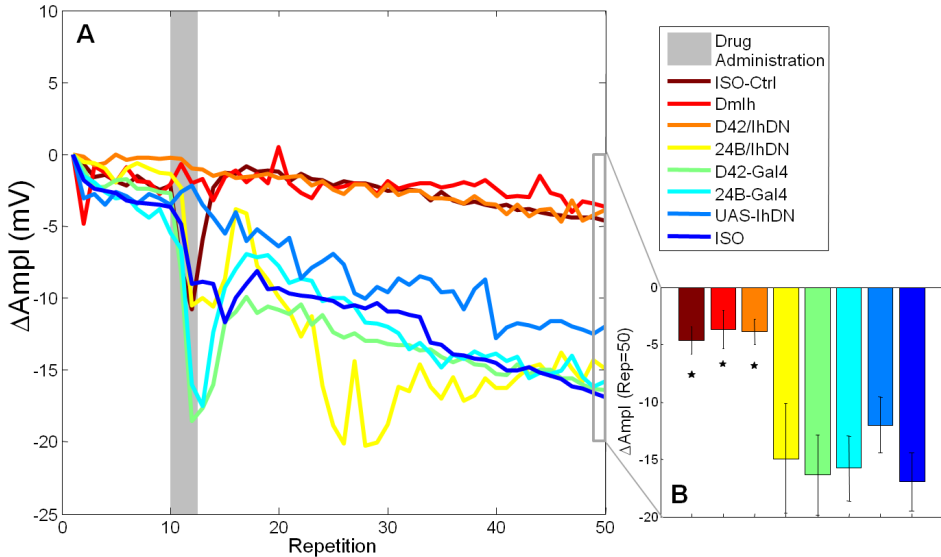 A
10
5
0
-5
-10
-15
-20
-25
ΔAmpl (mV)
0
10
20
30
40
50
Repetition
Drug
Administration
ISO-Ctrl
DmIh
D42/IhDN
24B/IhDN
D42-Gal4
24B-Gal4
UAS-IhDN
ISO
0
-5
-10
-15
-20
ΔAmpl (Rep=50)
B